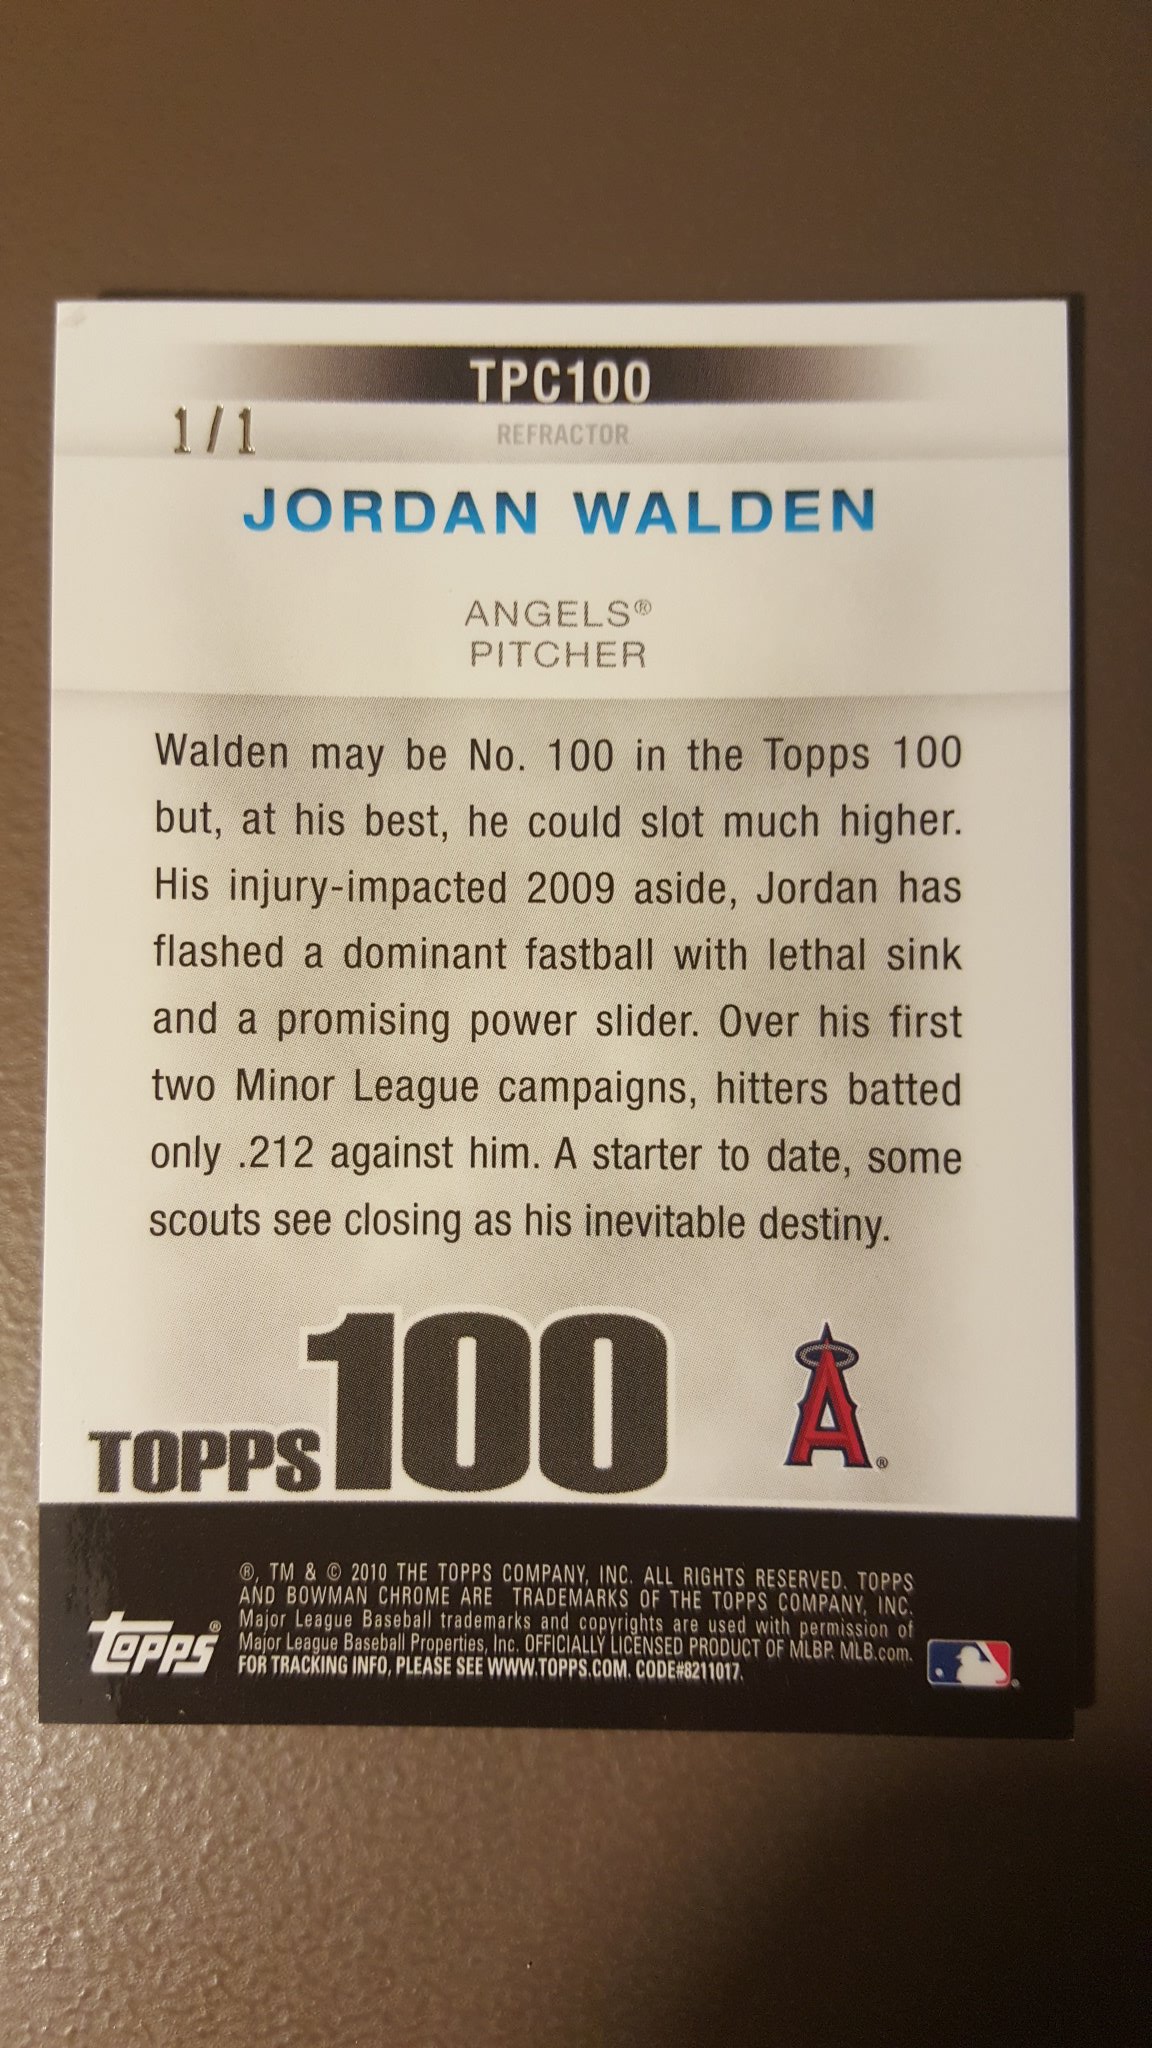 TPC100
1/1
REFRACTOR
JORDAN WALDEN
ANGELS®
PITCHER
Walden may be No. 100 in the Topps 100
but, at his best, he could slot much higher.
His injury-impacted 2009 aside, Jordan has
flashed a dominant fastball with lethal sink
and a promising power slider. Over his first
two Minor League campaigns, hitters batted
only .212 against him. A starter to date, some
scouts see closing as his inevitable destiny.
TOPPS 100
A®
®, TM & © 2010 THE TOPPS COMPANY, INC. ALL RIGHTS RESERVED. TOPPS
AND BOWMAN CHROME ARE TRADEMARKS OF THE TOPPS COMPANY, INC.
Major League Baseball trademarks and copyrights are used with permission of
Major League Baseball Properties, Inc. OFFICIALLY LICENSED PRODUCT OF MLBP. MLB.com.
FOR TRACKING INFO, PLEASE SEE WWW.TOPPS.COM. CODE#8211017.
Topps®